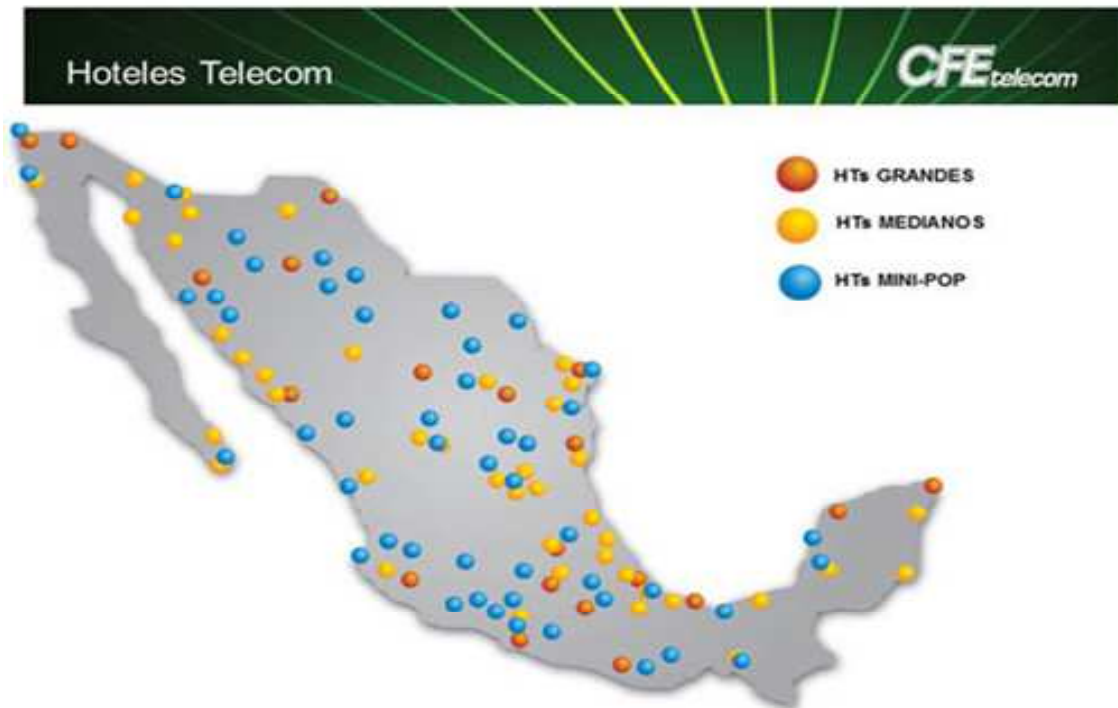 Hoteles Telecom
CFEtelecom
HTs GRANDES
HTs MEDIANOS
HTs MINI-POP